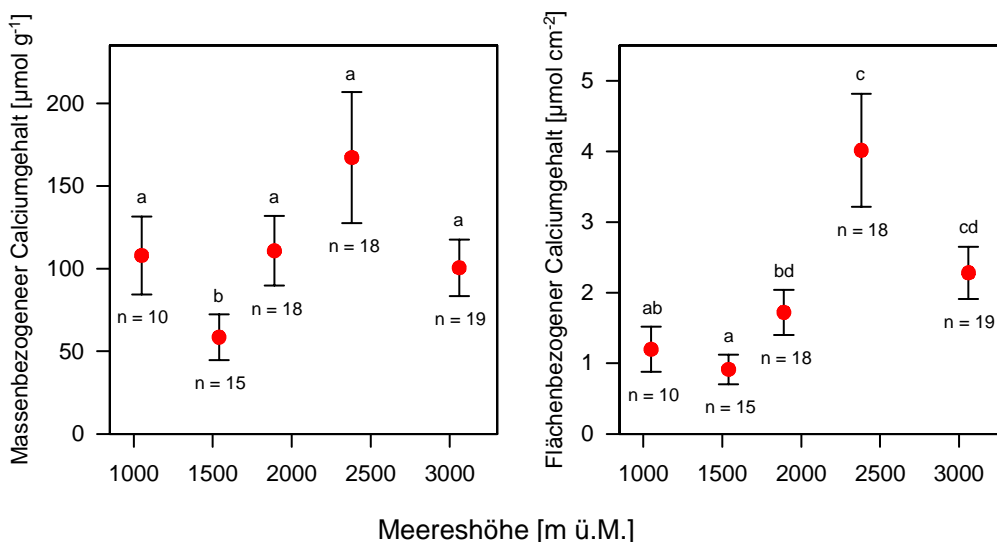 Massenbezogeneer Calciumgehalt [µmol g⁻¹]
200
150
100
50
0
a
n = 10
b
n = 15
a
n = 18
a
n = 18
a
n = 19
1000 1500 2000 2500 3000
Flächenbezogener Calciumgehalt [µmol cm⁻²]
5
4
3
2
1
0
ab
n = 10
a
n = 15
bd
n = 18
c
n = 18
cd
n = 19
1000 1500 2000 2500 3000
Meereshöhe [m ü.M.]